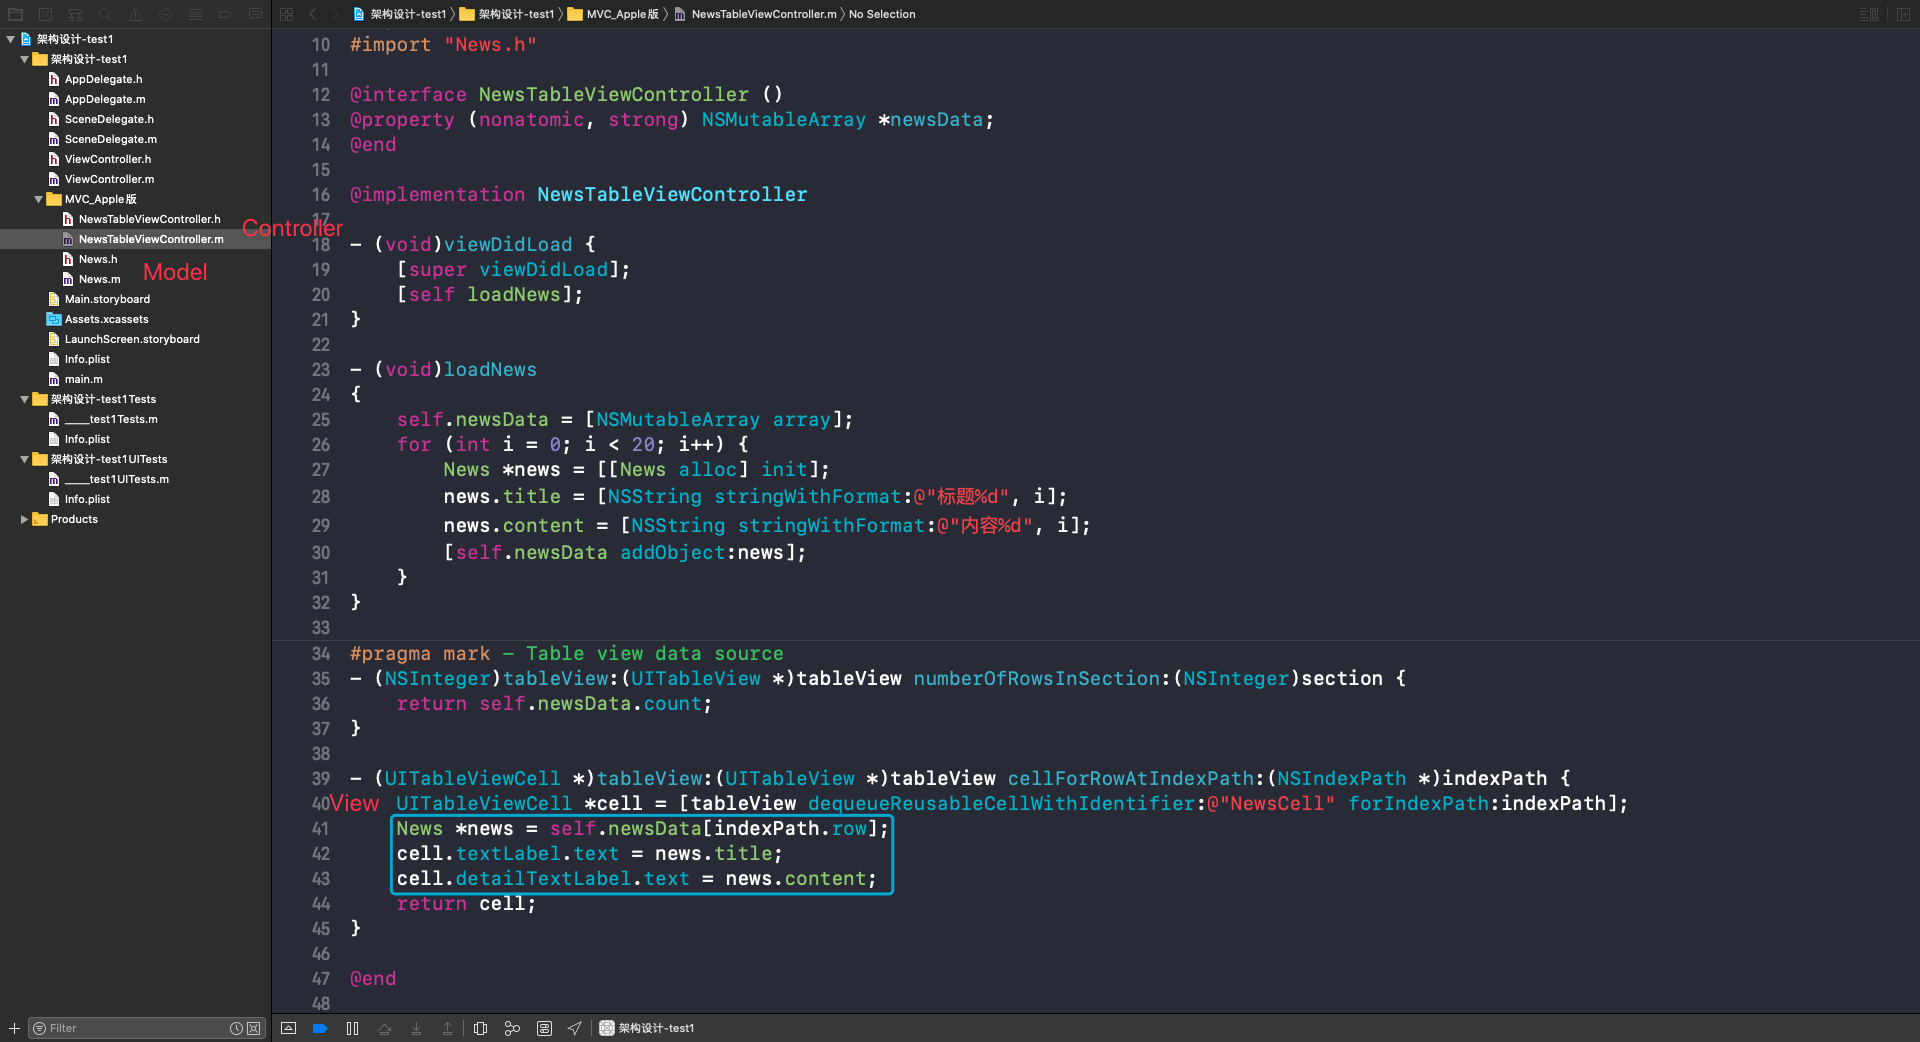 架构设计-test1 〉 架构设计-test1 〉 MVC_Apple版 〉 NewsTableViewController.m 〉 No Selection
架构设计-test1
架构设计-test1
AppDelegate.h
AppDelegate.m
SceneDelegate.h
SceneDelegate.m
ViewController.h
ViewController.m
MVC_Apple版
NewsTableViewController.h
NewsTableViewController.m
Controller
News.h
News.m
Model
Main.storyboard
Assets.xcassets
LaunchScreen.storyboard
Info.plist
main.m
架构设计-test1Tests
____test1Tests.m
Info.plist
架构设计-test1UITests
____test1UITests.m
Info.plist
Products
Filter
10 #import "News.h"
11
12 @interface NewsTableViewController ()
13 @property (nonatomic, strong) NSMutableArray *newsData;
14 @end
15
16 @implementation NewsTableViewController
17
18 - (void)viewDidLoad {
19     [super viewDidLoad];
20     [self loadNews];
21 }
22
23 - (void)loadNews
24 {
25     self.newsData = [NSMutableArray array];
26     for (int i = 0; i < 20; i++) {
27         News *news = [[News alloc] init];
28         news.title = [NSString stringWithFormat:@"标题%d", i];
29         news.content = [NSString stringWithFormat:@"内容%d", i];
30         [self.newsData addObject:news];
31     }
32 }
33
34 #pragma mark - Table view data source
35 - (NSInteger)tableView:(UITableView *)tableView numberOfRowsInSection:(NSInteger)section {
36     return self.newsData.count;
37 }
38
39 - (UITableViewCell *)tableView:(UITableView *)tableView cellForRowAtIndexPath:(NSIndexPath *)indexPath {
40 View UITableViewCell *cell = [tableView dequeueReusableCellWithIdentifier:@"NewsCell" forIndexPath:indexPath];
41     News *news = self.newsData[indexPath.row];
42     cell.textLabel.text = news.title;
43     cell.detailTextLabel.text = news.content;
44     return cell;
45 }
46
47 @end
48
架构设计-test1